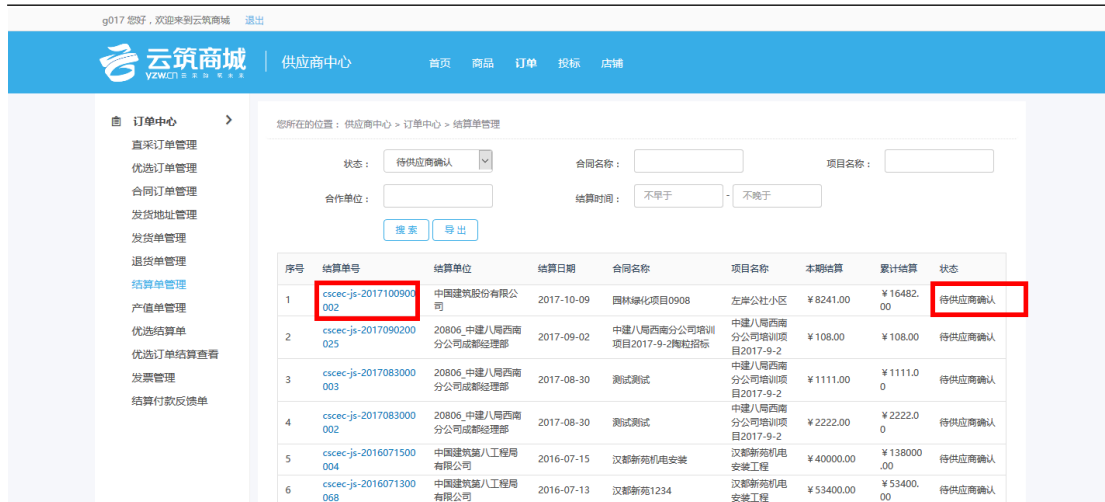 g017 您好，欢迎来到云筑商城 退出
云筑商城
yzw.cn
供应商中心 首页 商品 订单 投标 店铺
订单中心
直采订单管理
优选订单管理
合同订单管理
发货地址管理
发货单管理
退货单管理
结算单管理
产值单管理
优选结算单
优选订单结算查看
发票管理
结算付款反馈单
您所在的位置： 供应商中心 > 订单中心 > 结算单管理
状态： 待供应商确认 合同名称： 项目名称：
合作单位： 结算时间： 不早于 - 不晚于
搜 索 导 出
序号 结算单号 结算单位 结算日期 合同名称 项目名称 本期结算 累计结算 状态
1 cscec-js-2017100900002 中国建筑股份有限公司 2017-10-09 园林绿化项目0908 左岸公社小区 ¥8241.00 ¥16482.00 待供应商确认
2 cscec-js-2017090200025 20806_中建八局西南分公司成都经理部 2017-09-02 中建八局西南分公司培训项目2017-9-2陶粒招标 中建八局西南分公司培训项目2017-9-2 ¥108.00 ¥108.00 待供应商确认
3 cscec-js-2017083000003 20806_中建八局西南分公司成都经理部 2017-08-30 测试测试 中建八局西南分公司培训项目2017-9-2 ¥1111.00 ¥1111.00 待供应商确认
4 cscec-js-2017083000002 20806_中建八局西南分公司成都经理部 2017-08-30 测试测试 中建八局西南分公司培训项目2017-9-2 ¥2222.00 ¥2222.00 待供应商确认
5 cscec-js-2016071500004 中国建筑第八工程局有限公司 2016-07-15 汉都新苑机电安装 汉都新苑机电安装工程 ¥40000.00 ¥138000.00 待供应商确认
6 cscec-js-2016071300068 中国建筑第八工程局有限公司 2016-07-13 汉都新苑1234 汉都新苑机电安装工程 ¥53400.00 ¥53400.00 待供应商确认